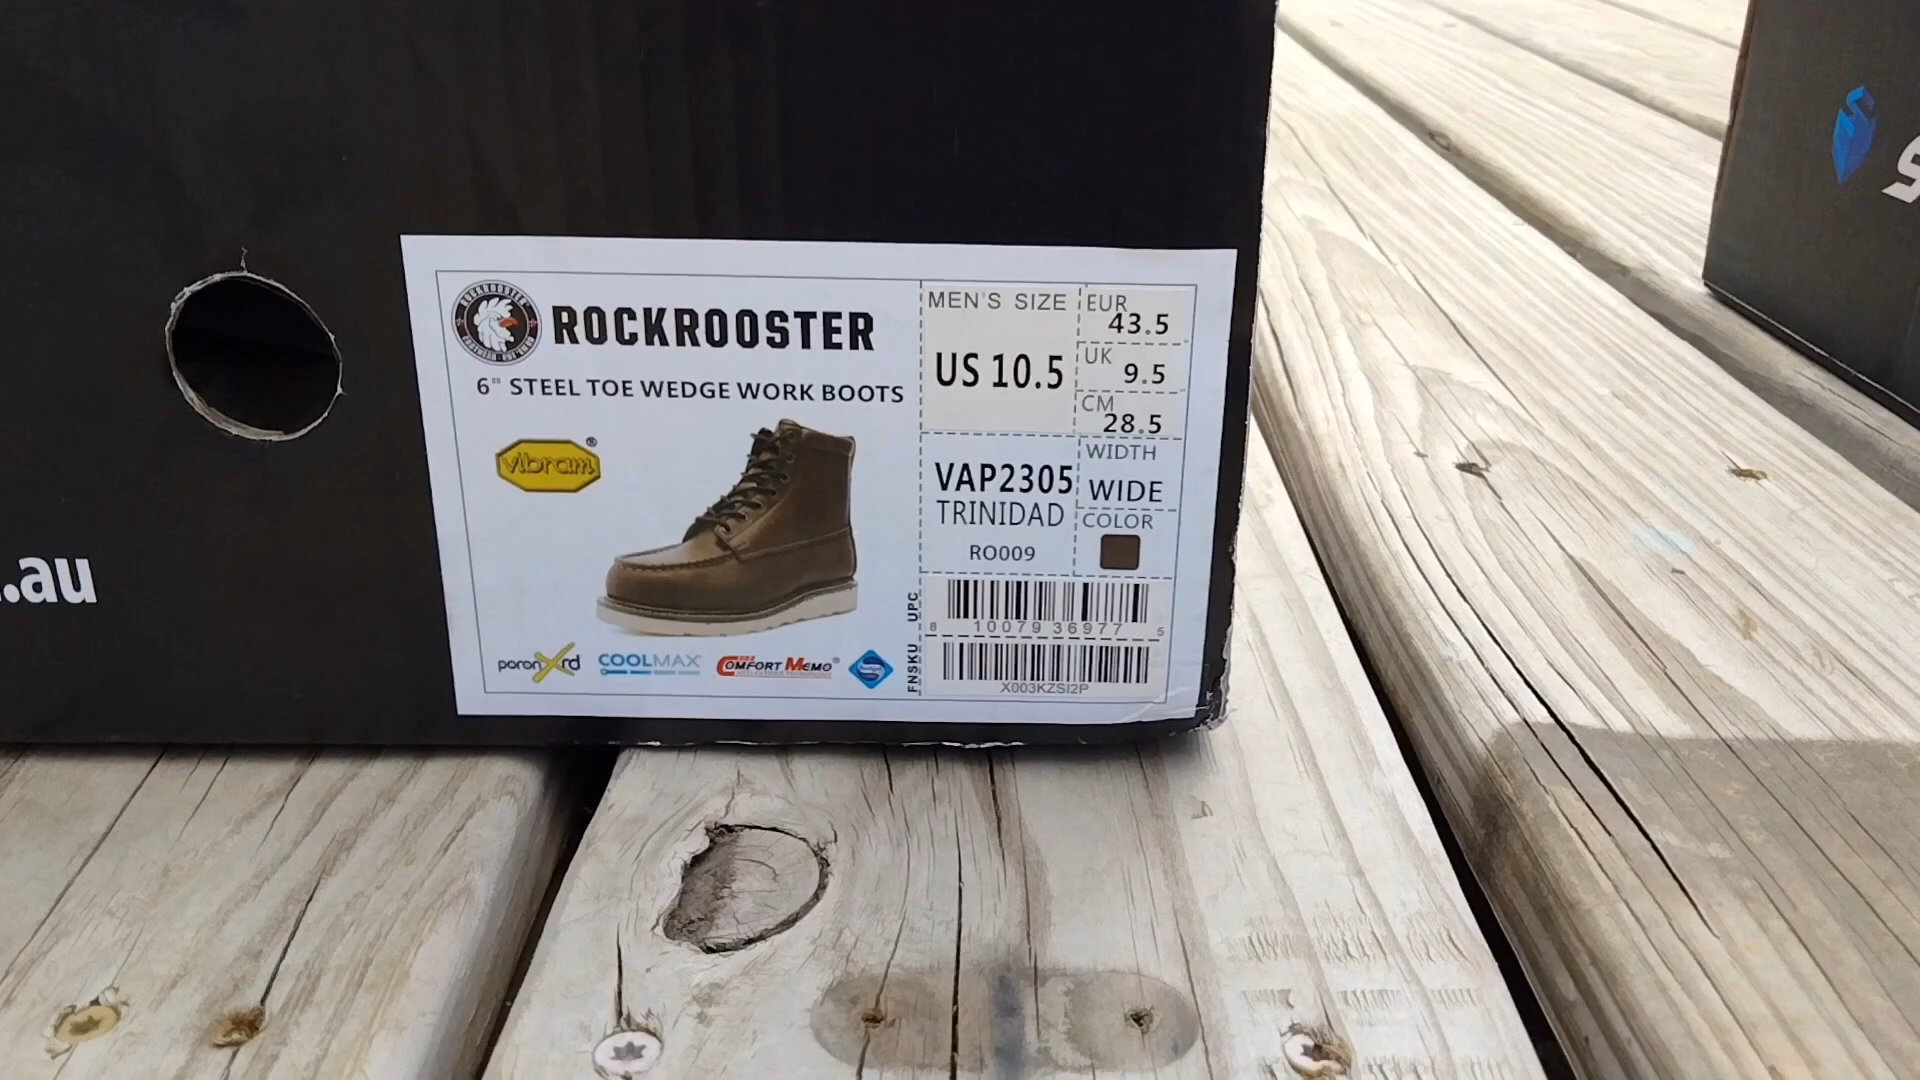 ROCKROOSTER
ROCKROOSTER
6" STEEL TOE WEDGE WORK BOOTS
vibram®
poron xrd
COOLMAX
COMFORT MEMO®
MEN'S SIZE
US 10.5
EUR
43.5
UK
9.5
CM
28.5
VAP2305
TRINIDAD
RO009
WIDTH
WIDE
COLOR
UPC
8 10079 36977 5
FNSKU
X003KZSI2P
.au
S